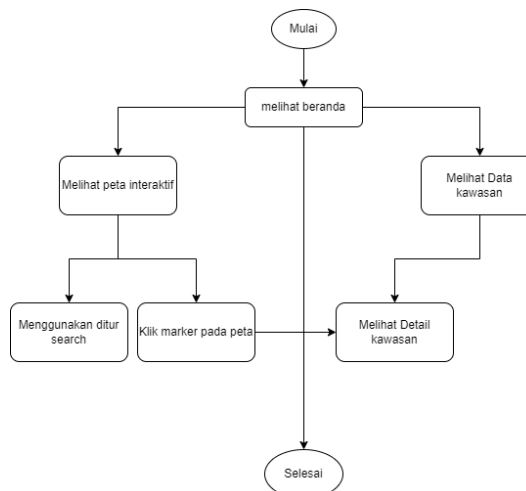 Mulai
melihat beranda
Melihat peta interaktif
Melihat Data
kawasan
Menggunakan ditur
search
Klik marker pada peta
Melihat Detail
kawasan
Selesai